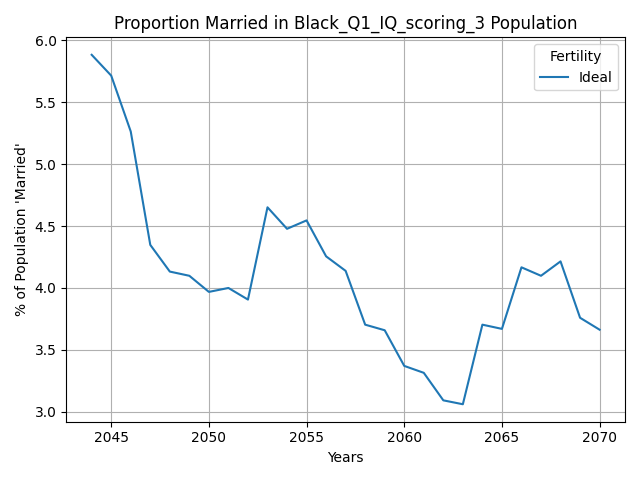 Proportion Married in Black_Q1_IQ_scoring_3 Population
Fertility
Ideal
% of Population 'Married'
6.0
5.5
5.0
4.5
4.0
3.5
3.0
2045 2050 2055 2060 2065 2070
Years